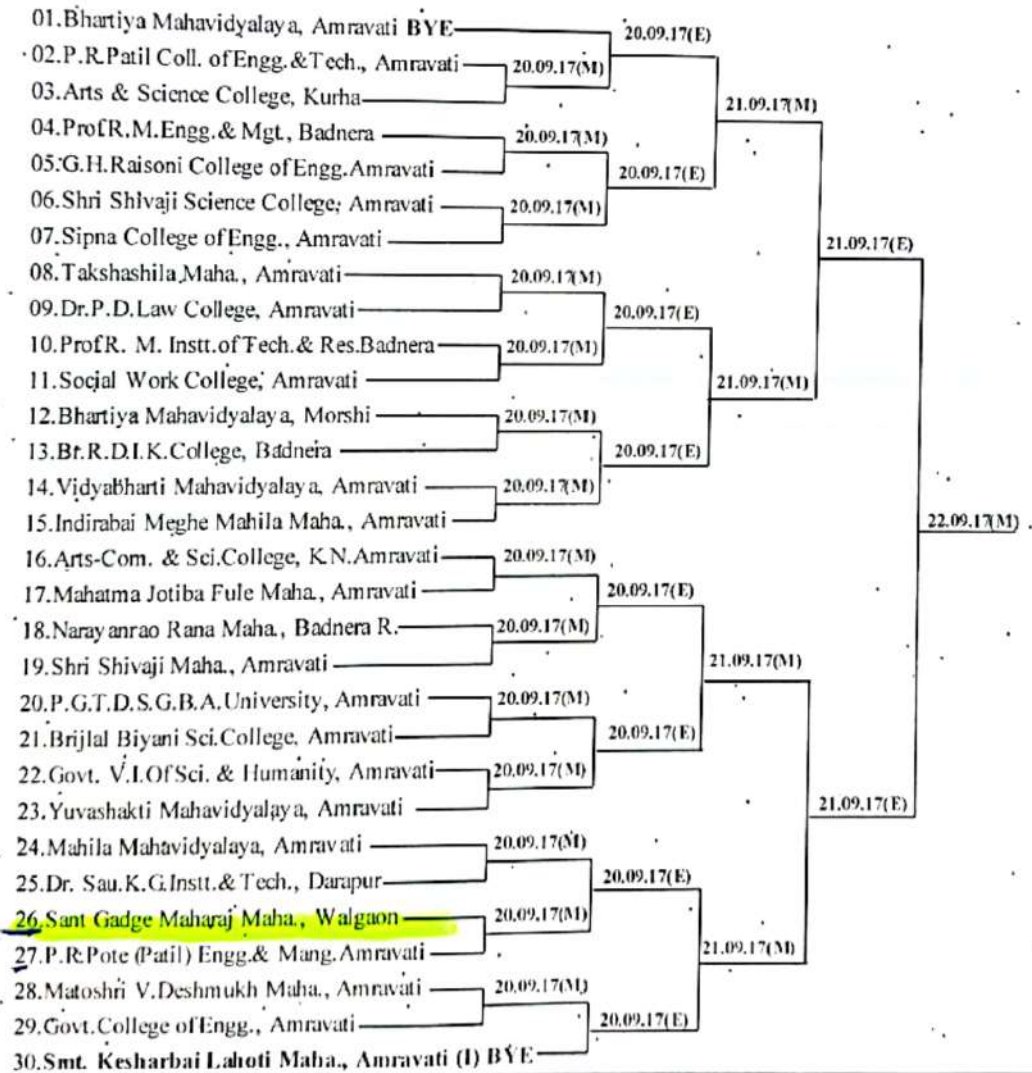 01.Bhartiya Mahavidyalaya, Amravati BYE
20.09.17(E)
02.P.R.Patil Coll. of Engg.&Tech., Amravati
20.09.17(M)
03.Arts & Science College, Kurha
21.09.17(M)
04.Prof.R.M.Engg.& Mgt., Badnera
20.09.17(M)
05.G.H.Raisoni College of Engg.Amravati
20.09.17(E)
06.Shri Shivaji Science College, Amravati
20.09.17(M)
07.Sipna College of Engg., Amravati
21.09.17(E)
08.Takshashila Maha., Amravati
20.09.17(M)
09.Dr.P.D.Law College, Amravati
20.09.17(E)
10.Prof.R. M. Instt.of Tech.& Res.Badnera
20.09.17(M)
11.Social Work College, Amravati
21.09.17(M)
12.Bhartiya Mahavidyalaya, Morshi
20.09.17(M)
13.Br.R.D.I.K.College, Badnera
20.09.17(E)
14.Vidyabharti Mahavidyalaya, Amravati
20.09.17(M)
15.Indirabai Meghe Mahila Maha., Amravati
22.09.17(M)
16.Arts-Com. & Sci.College, K.N.Amravati
20.09.17(M)
17.Mahatma Jotiba Fule Maha., Amravati
20.09.17(E)
18.Narayanrao Rana Maha., Badnera R.
20.09.17(M)
19.Shri Shivaji Maha., Amravati
21.09.17(M)
20.P.G.T.D.S.G.B.A.University, Amravati
20.09.17(M)
21.Brijlal Biyani Sci.College, Amravati
20.09.17(E)
22.Govt. V.I.Of Sci. & Humanity, Amravati
20.09.17(M)
23.Yuvashakti Mahavidyalaya, Amravati
21.09.17(E)
24.Mahila Mahavidyalaya, Amravati
20.09.17(M)
25.Dr. Sau.K.G.Instt.& Tech., Darapur
20.09.17(E)
26.Sant Gadge Maharaj Maha., Walgaon
20.09.17(M)
27.P.R.Pote (Patil) Engg.& Mang.Amravati
21.09.17(M)
28.Matoshri V.Deshmukh Maha., Amravati
20.09.17(M)
29.Govt.College of Engg., Amravati
20.09.17(E)
30.Smt. Kesharbai Lahoti Maha., Amravati (I) BYE